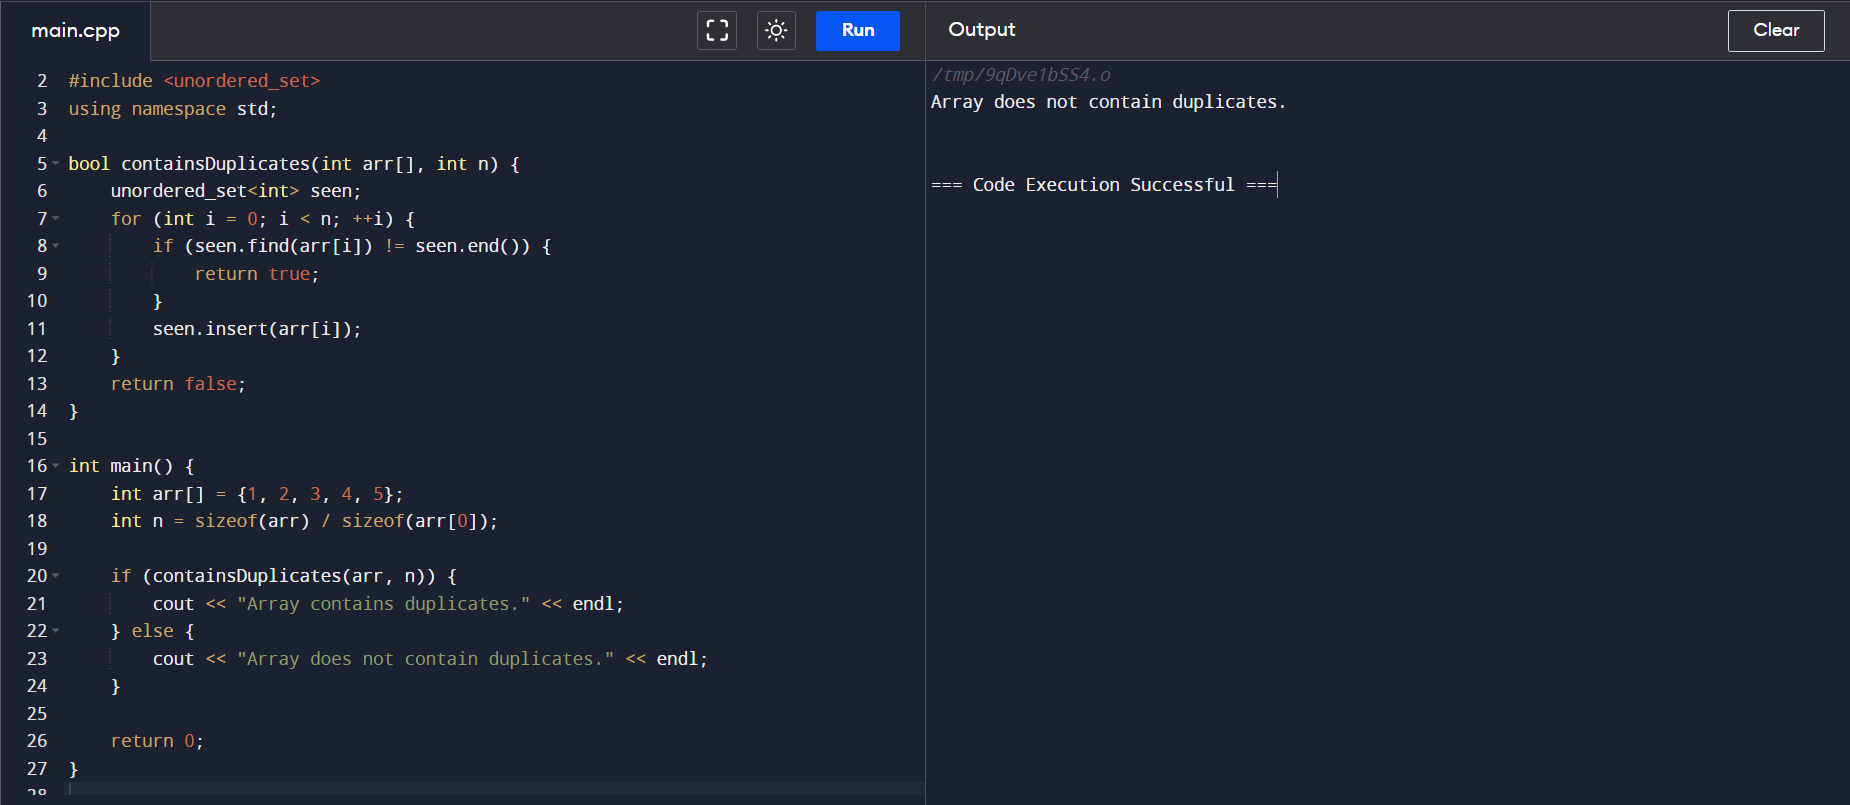 main.cpp
Run
Output
Clear
2 #include <unordered_set>
3 using namespace std;
4
5 bool containsDuplicates(int arr[], int n) {
6     unordered_set<int> seen;
7     for (int i = 0; i < n; ++i) {
8         if (seen.find(arr[i]) != seen.end()) {
9             return true;
10         }
11         seen.insert(arr[i]);
12     }
13     return false;
14 }
15
16 int main() {
17     int arr[] = {1, 2, 3, 4, 5};
18     int n = sizeof(arr) / sizeof(arr[0]);
19
20     if (containsDuplicates(arr, n)) {
21         cout << "Array contains duplicates." << endl;
22     } else {
23         cout << "Array does not contain duplicates." << endl;
24     }
25
26     return 0;
27 }
28
/tmp/9qDve1bSS4.o
Array does not contain duplicates.
=== Code Execution Successful ===